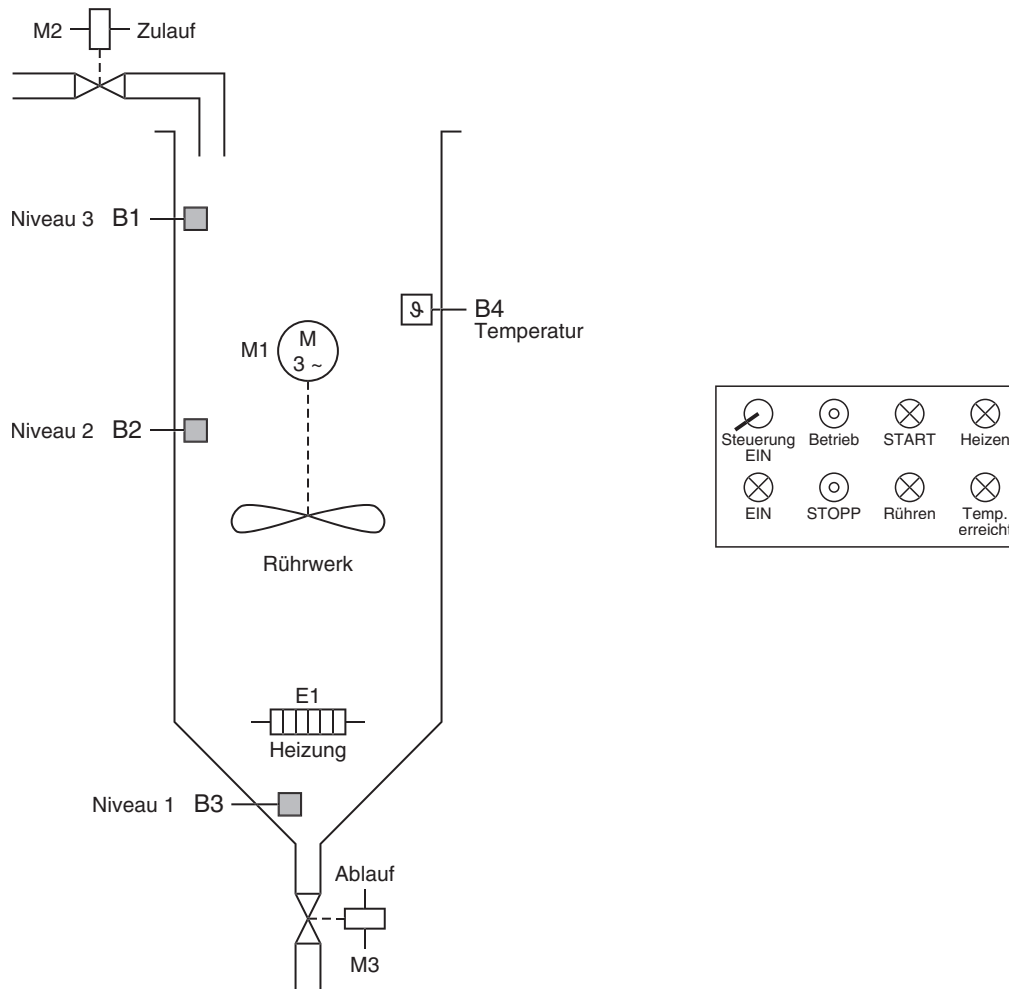 M2 Zulauf
Niveau 3 B1
B4
Temperatur
M
3 ~
M1
Niveau 2 B2
Rührwerk
E1
Heizung
Niveau 1 B3
Ablauf
M3
Steuerung
EIN
Betrieb
START
Heizen
EIN
STOPP
Rühren
Temp.
erreicht
ϑ